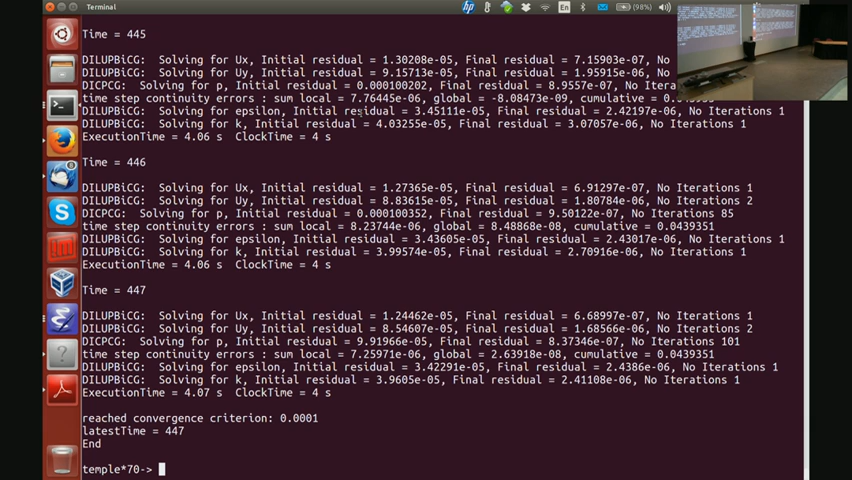 Terminal
En
(98%)
Time = 445
DILUPBiCG:  Solving for Ux, Initial residual = 1.30208e-05, Final residual = 7.15903e-07, No
DILUPBiCG:  Solving for Uy, Initial residual = 9.15713e-06, Final residual = 1.95915e-06, No
DICPCG:  Solving for p, Initial residual = 0.000100202, Final residual = 8.9557e-07, No Itera
time step continuity errors : sum local = 7.76445e-06, global = -8.08473e-09, cumulative =
DILUPBiCG:  Solving for epsilon, Initial residual = 3.45111e-05, Final residual = 2.42197e-06, No Iterations 1
DILUPBiCG:  Solving for k, Initial residual = 4.03255e-05, Final residual = 3.07057e-06, No Iterations 1
ExecutionTime = 4.06 s  ClockTime = 4 s
Time = 446
DILUPBiCG:  Solving for Ux, Initial residual = 1.27365e-05, Final residual = 6.91297e-07, No Iterations 1
DILUPBiCG:  Solving for Uy, Initial residual = 8.83615e-06, Final residual = 1.80784e-06, No Iterations 2
DICPCG:  Solving for p, Initial residual = 0.000100352, Final residual = 9.50122e-07, No Iterations 85
time step continuity errors : sum local = 8.23744e-06, global = 8.48868e-08, cumulative = 0.0439351
DILUPBiCG:  Solving for epsilon, Initial residual = 3.43605e-05, Final residual = 2.43017e-06, No Iterations 1
DILUPBiCG:  Solving for k, Initial residual = 3.99574e-05, Final residual = 2.70916e-06, No Iterations 1
ExecutionTime = 4.06 s  ClockTime = 4 s
Time = 447
DILUPBiCG:  Solving for Ux, Initial residual = 1.24462e-05, Final residual = 6.68997e-07, No Iterations 1
DILUPBiCG:  Solving for Uy, Initial residual = 8.54607e-06, Final residual = 1.68566e-06, No Iterations 2
DICPCG:  Solving for p, Initial residual = 9.91966e-05, Final residual = 8.37346e-07, No Iterations 101
time step continuity errors : sum local = 7.25971e-06, global = 2.63918e-08, cumulative = 0.0439351
DILUPBiCG:  Solving for epsilon, Initial residual = 3.42291e-05, Final residual = 2.4386e-06, No Iterations 1
DILUPBiCG:  Solving for k, Initial residual = 3.9605e-05, Final residual = 2.41108e-06, No Iterations 1
ExecutionTime = 4.07 s  ClockTime = 4 s
reached convergence criterion: 0.0001
latestTime = 447
End
temple*70->